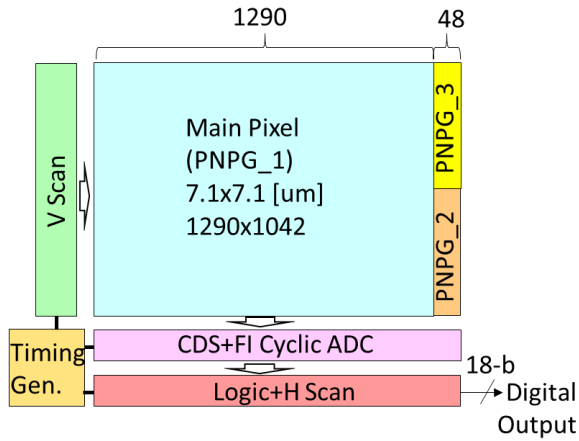 1290
48
V Scan
Main Pixel
(PNPG_1)
7.1x7.1 [um]
1290x1042
PNPG_3
PNPG_2
Timing
Gen.
CDS+FI Cyclic ADC
Logic+H Scan
18-b
Digital
Output